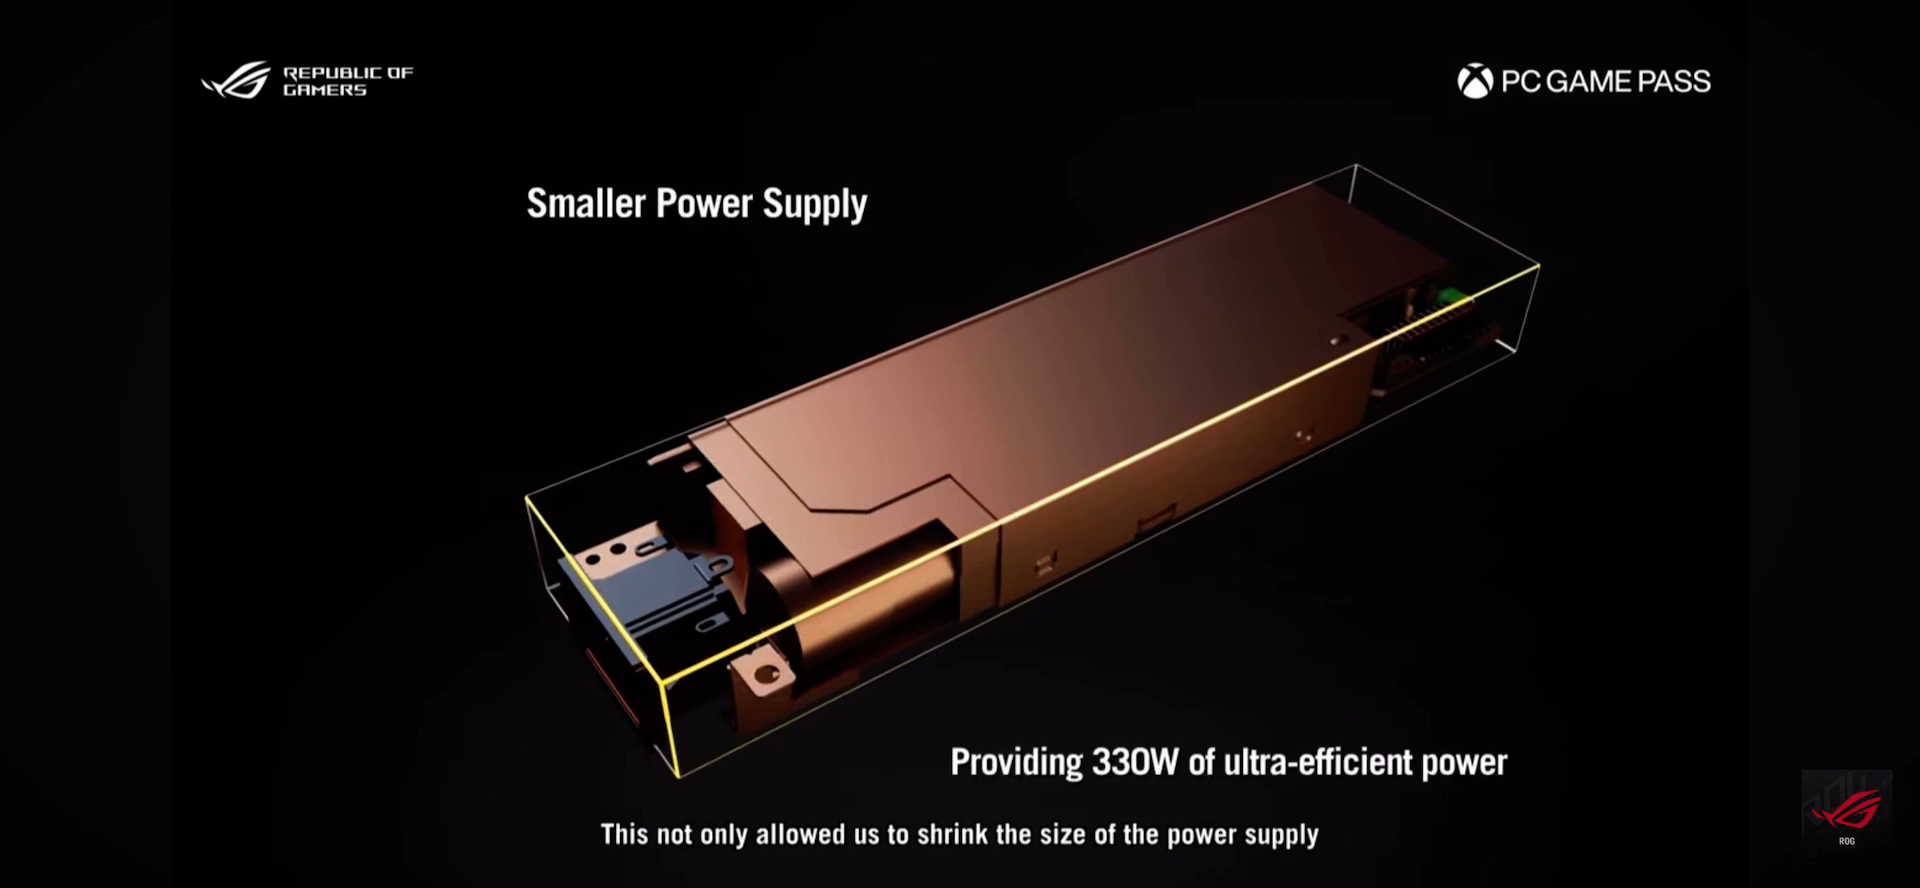 REPUBLIC OF
GAMERS
PC GAME PASS
Smaller Power Supply
Providing 330W of ultra-efficient power
This not only allowed us to shrink the size of the power supply
ROG